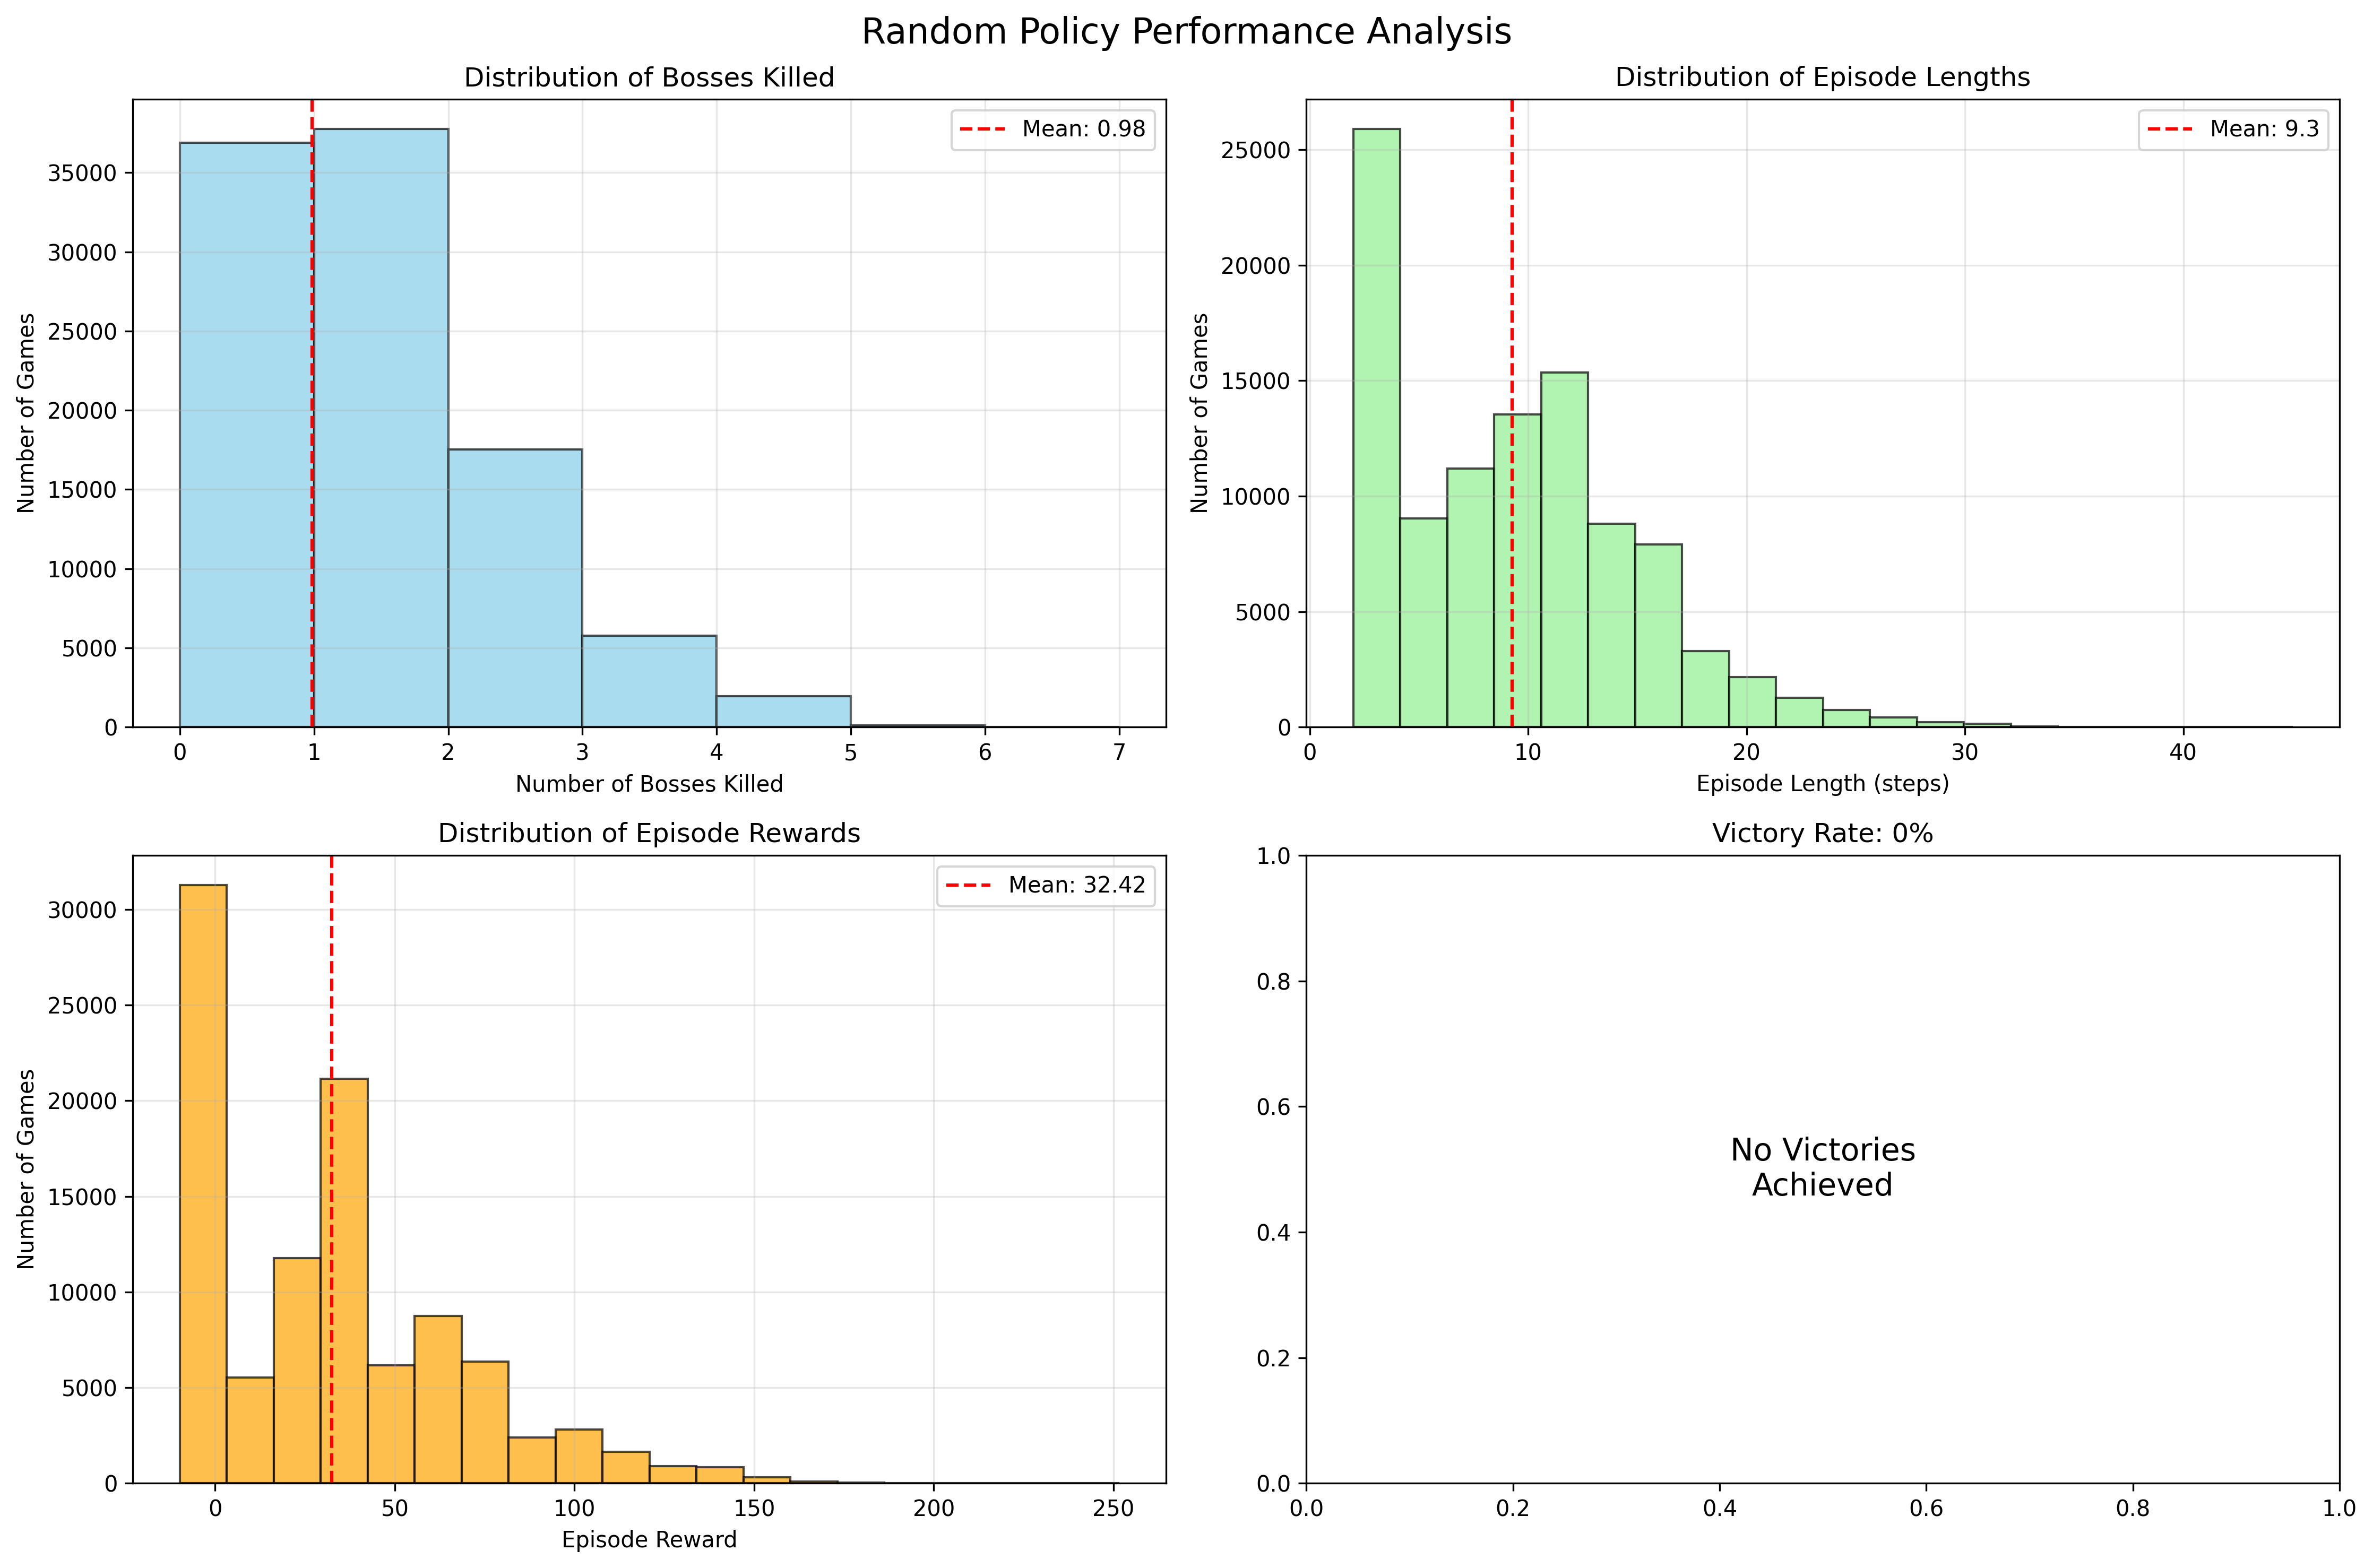 Random Policy Performance Analysis
Distribution of Bosses Killed
Mean: 0.98
35000
30000
25000
20000
15000
10000
5000
0
Number of Games
0 1 2 3 4 5 6 7
Number of Bosses Killed
Distribution of Episode Lengths
Mean: 9.3
25000
20000
15000
10000
5000
0
Number of Games
0 10 20 30 40
Episode Length (steps)
Distribution of Episode Rewards
Mean: 32.42
30000
25000
20000
15000
10000
5000
0
Number of Games
0 50 100 150 200 250
Episode Reward
Victory Rate: 0%
1.0
0.8
0.6
0.4
0.2
0.0
No Victories
Achieved
0.0 0.2 0.4 0.6 0.8 1.0